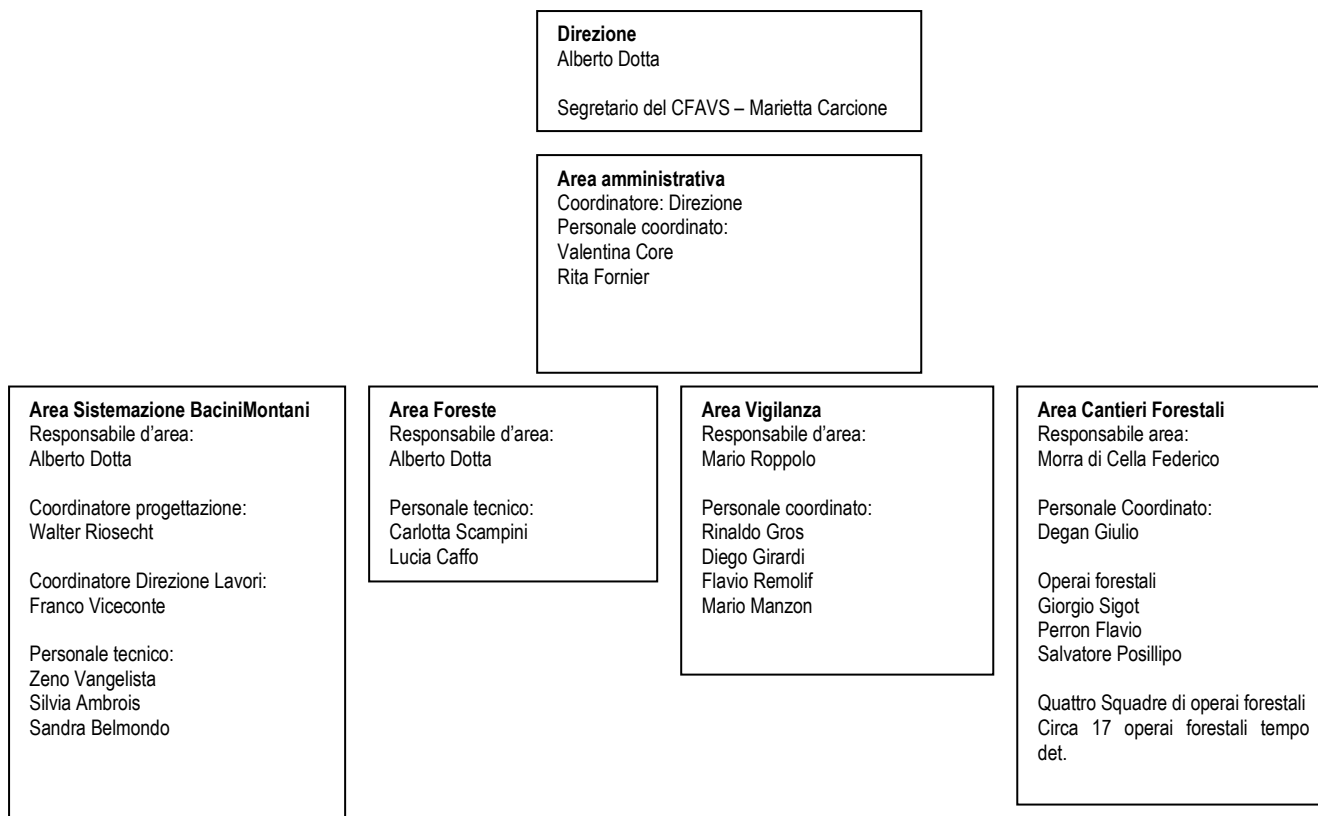 Direzione
Alberto Dotta
Segretario del CFAVS – Marietta Carcione
Area amministrativa
Coordinatore: Direzione
Personale coordinato:
Valentina Core
Rita Fornier
Area Sistemazione BaciniMontani
Responsabile d'area:
Alberto Dotta
Coordinatore progettazione:
Walter Riosecht
Coordinatore Direzione Lavori:
Franco Viceconte
Personale tecnico:
Zeno Vangelista
Silvia Ambrois
Sandra Belmondo
Area Foreste
Responsabile d'area:
Alberto Dotta
Personale tecnico:
Carlotta Scampini
Lucia Caffo
Area Vigilanza
Responsabile d'area:
Mario Roppolo
Personale coordinato:
Rinaldo Gros
Diego Girardi
Flavio Remolif
Mario Manzon
Area Cantieri Forestali
Responsabile area:
Morra di Cella Federico
Personale Coordinato:
Degan Giulio
Operai forestali
Giorgio Sigot
Perron Flavio
Salvatore Posillipo
Quattro Squadre di operai forestali
Circa 17 operai forestali tempo
det.